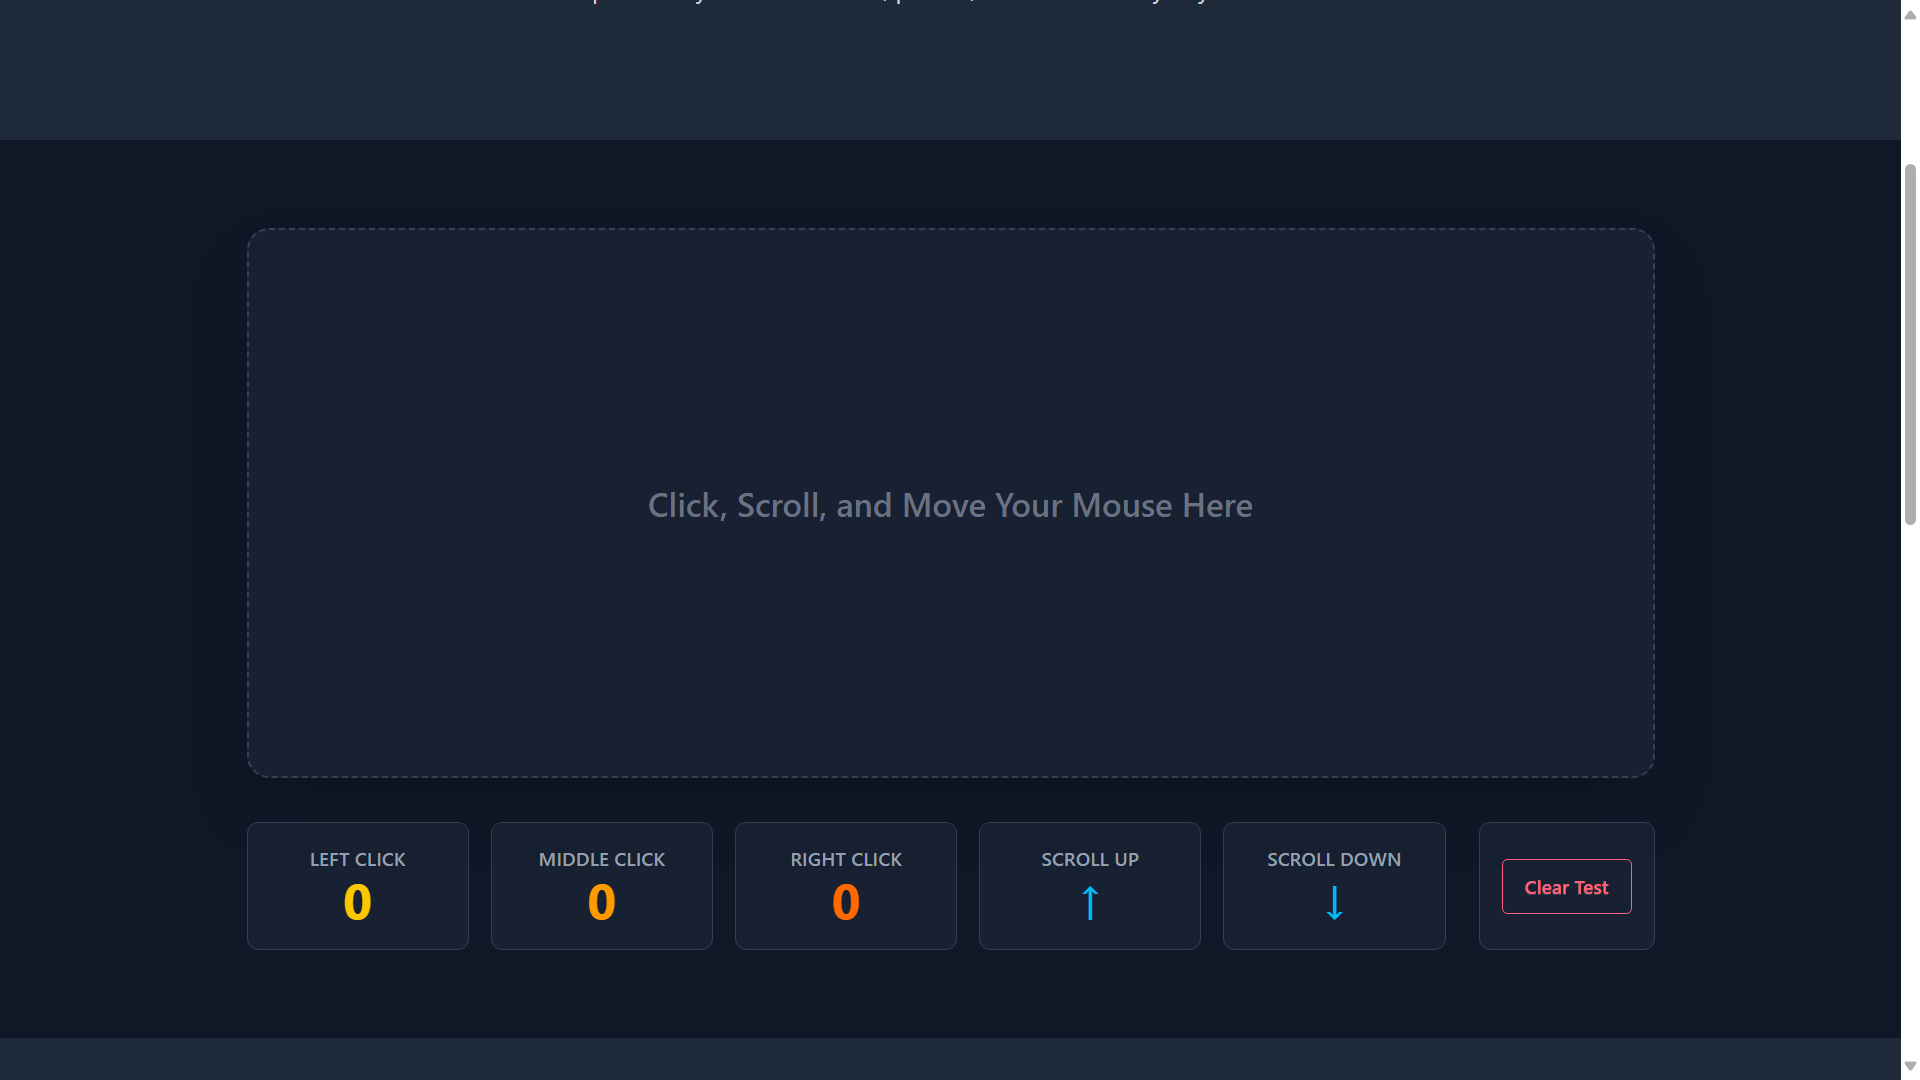 Click, Scroll, and Move Your Mouse Here
LEFT CLICK
0
MIDDLE CLICK
0
RIGHT CLICK
0
SCROLL UP
↑
SCROLL DOWN
↓
Clear Test